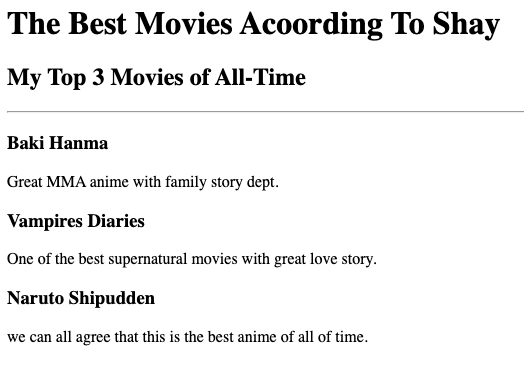 The Best Movies Acoording To Shay
My Top 3 Movies of All-Time
Baki Hanma
Great MMA anime with family story dept.
Vampires Diaries
One of the best supernatural movies with great love story.
Naruto Shipudden
we can all agree that this is the best anime of all of time.